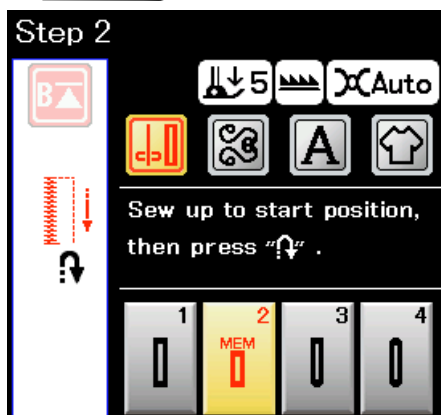 Step 2
B
5
Auto
A
Sew up to start position,
then press “ ” .
1
2
3
4
MEM